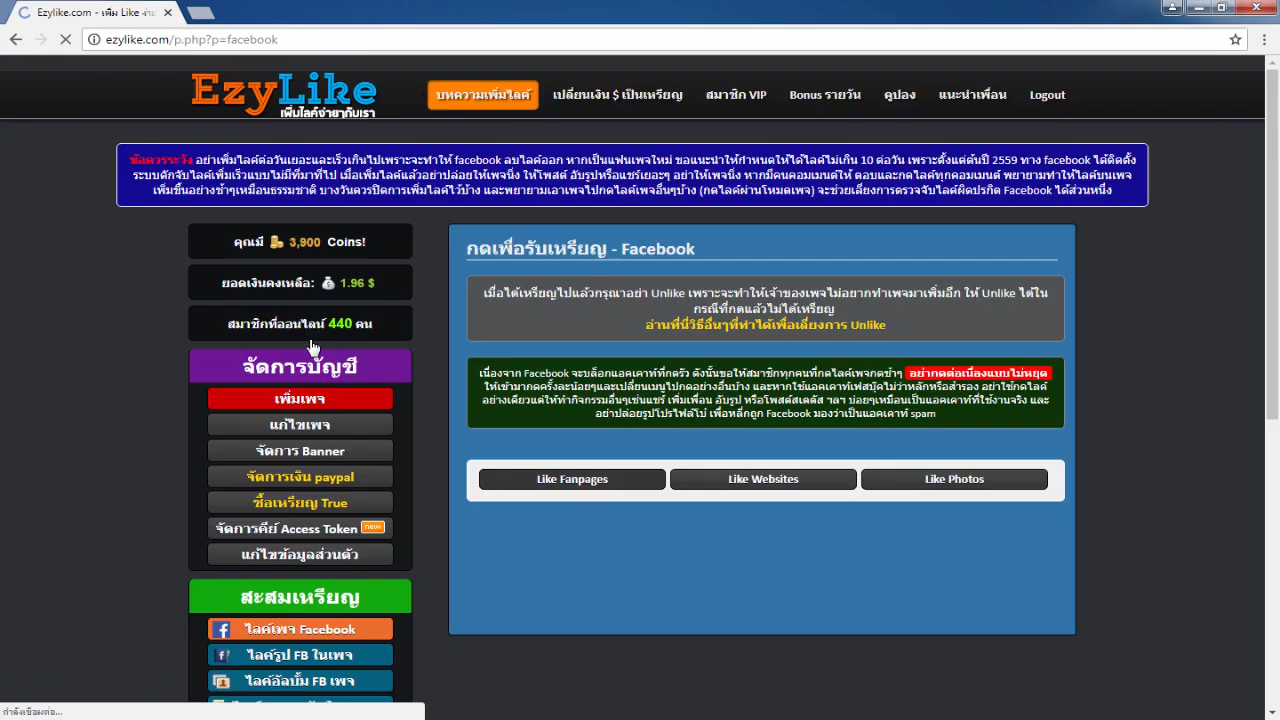 Ezylike.com - เพิ่ม Like ง่าย
ezylike.com/p.php?p=facebook
EzyLike
เพิ่มไลค์ง่ายๆกับเรา
บทความเพิ่มไลค์ เปลี่ยนเงิน $ เป็นเหรียญ สมาชิก VIP Bonus รายวัน คูปอง แนะนำเพื่อน Logout
ข้อควรระวัง อย่าเพิ่มไลค์ต่อวันเยอะและเร็วเกินไปเพราะจะทำให้ facebook ลบไลค์ออก หากเป็นแฟนเพจใหม่ ขอแนะนำให้กำหนดให้ได้ไลค์ไม่เกิน 10 ต่อวัน เพราะตั้งแต่ต้นปี 2559 ทาง facebook ได้ติดตั้ง
ระบบดักจับไลค์เพิ่มเร็วแบบไม่มีที่มาที่ไป เมื่อเพิ่มไลค์แล้วอย่าปล่อยให้เพจนิ่ง ให้โพสต์ อับรูปหรือแชร์เยอะๆ อย่าให้เพจนิ่ง หากมีคนคอมเมนต์ให้ ตอบและกดไลค์ทุกคอมเมนต์ พยายามทำให้ไลค์บนเพจ
เพิ่มขึ้นอย่างช้าๆเหมือนธรรมชาติ บางวันควรปิดการเพิ่มไลค์ไว้บ้าง และพยายามเอาเพจไปกดไลค์เพจอื่นๆบ้าง (กดไลค์ผ่านโหมดเพจ) จะช่วยเลี่ยงการตรวจจับไลค์ผิดปรกติ Facebook ได้ส่วนหนึ่ง
คุณมี 3,900 Coins!
ยอดเงินคงเหลือ: 1.96 $
สมาชิกที่ออนไลน์ 440 คน
จัดการบัญชี
เพิ่มเพจ
แก้ไขเพจ
จัดการ Banner
จัดการเงิน paypal
ซื้อเหรียญ True
จัดการคีย์ Access Token new
แก้ไขข้อมูลส่วนตัว
สะสมเหรียญ
ไลค์เพจ Facebook
ไลค์รูป FB ในเพจ
ไลค์อัลบั้ม FB เพจ
กดเพื่อรับเหรียญ - Facebook
เมื่อได้เหรียญไปแล้วกรุณาอย่า Unlike เพราะจะทำให้เจ้าของเพจไม่อยากทำเพจมาเพิ่มอีก ให้ Unlike ได้ใน
กรณีที่กดแล้วไม่ได้เหรียญ
อ่านที่นี่วิธีอื่นๆที่ทำได้เพื่อเลี่ยงการ Unlike
เนื่องจาก Facebook จะบล็อกแอคเคาท์ที่กดรัว ดังนั้นขอให้สมาชิกทุกคนที่กดไลค์เพจกดช้าๆ อย่ากดต่อเนื่องแบบไม่หยุด
ให้เข้ามากดครั้งละน้อยๆและเปลี่ยนเมนูไปกดอย่างอื่นบ้าง และหากใช้แอคเคาท์เฟสบุ๊คไม่ว่าหลักหรือสำรอง อย่าใช้กดไลค์
อย่างเดียวแต่ให้ทำกิจกรรมอื่นๆเช่นแชร์ เพิ่มเพื่อน อับรูป หรือโพสต์สเตตัส ฯลฯ บ่อยๆเหมือนเป็นแอคเคาท์ที่ใช้งานจริง และ
อย่าปล่อยรูปโปรไฟล์โบ๋ เพื่อหลีกถูก Facebook มองว่าเป็นแอคเคาท์ spam
Like Fanpages Like Websites Like Photos
กำลังเชื่อมต่อ...